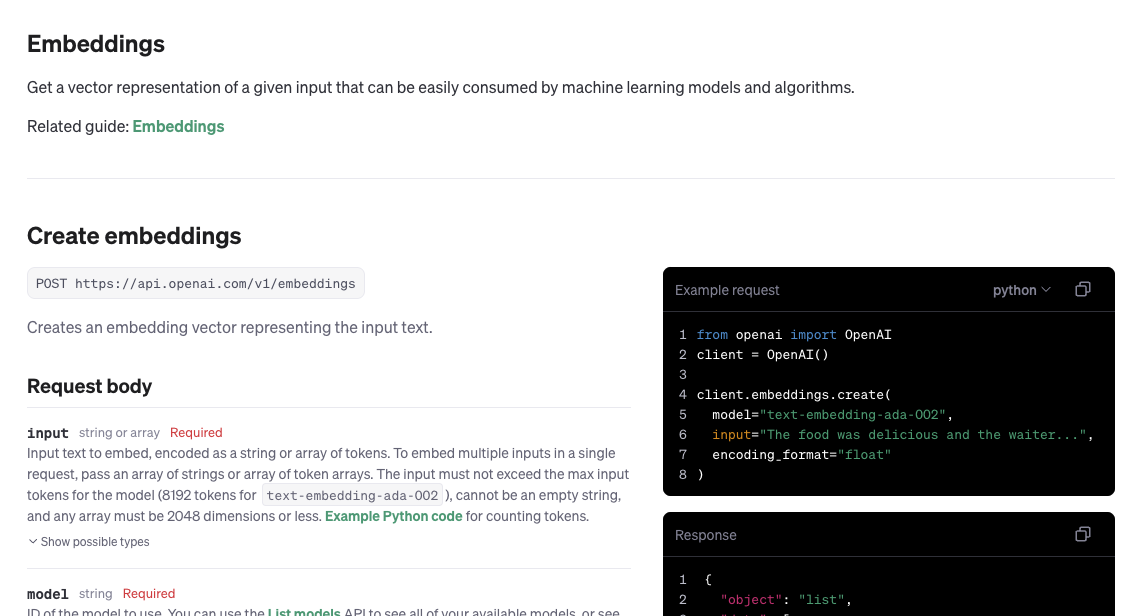 Embeddings
Get a vector representation of a given input that can be easily consumed by machine learning models and algorithms.
Related guide: Embeddings
Create embeddings
POST https://api.openai.com/v1/embeddings
Creates an embedding vector representing the input text.
Request body
input string or array Required
Input text to embed, encoded as a string or array of tokens. To embed multiple inputs in a single
request, pass an array of strings or array of token arrays. The input must not exceed the max input
tokens for the model (8192 tokens for text-embedding-ada-002), cannot be an empty string,
and any array must be 2048 dimensions or less. Example Python code for counting tokens.
Show possible types
model string Required
ID of the model to use. You can use the List models API to see all of your available models, or see
Example request python
1 from openai import OpenAI
2 client = OpenAI()
3
4 client.embeddings.create(
5   model="text-embedding-ada-002",
6   input="The food was delicious and the waiter...",
7   encoding_format="float"
8 )
Response
1 {
2   "object": "list",